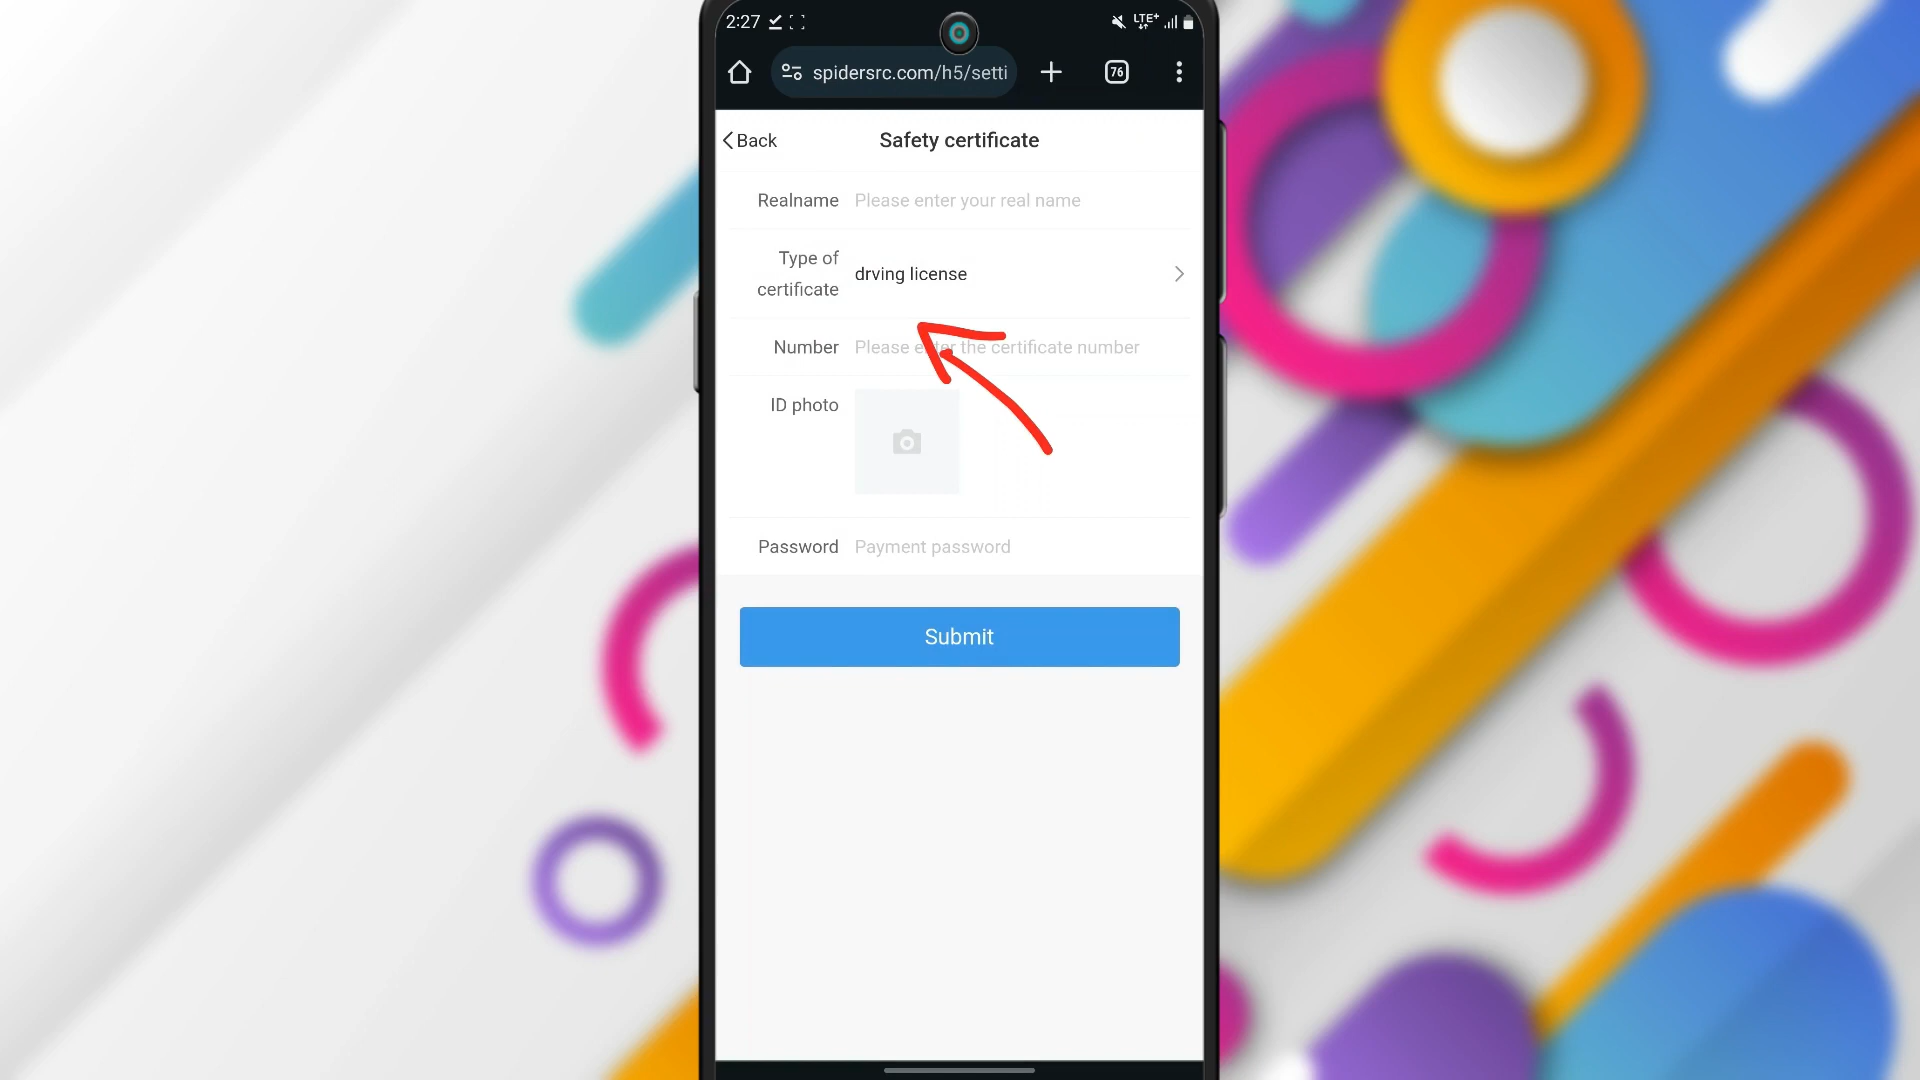 2:27
LTE+
spidersrc.com/h5/setti
76
Back
Safety certificate
Realname
Please enter your real name
Type of
certificate
drving license
Number
Please enter the certificate number
ID photo
Password
Payment password
Submit